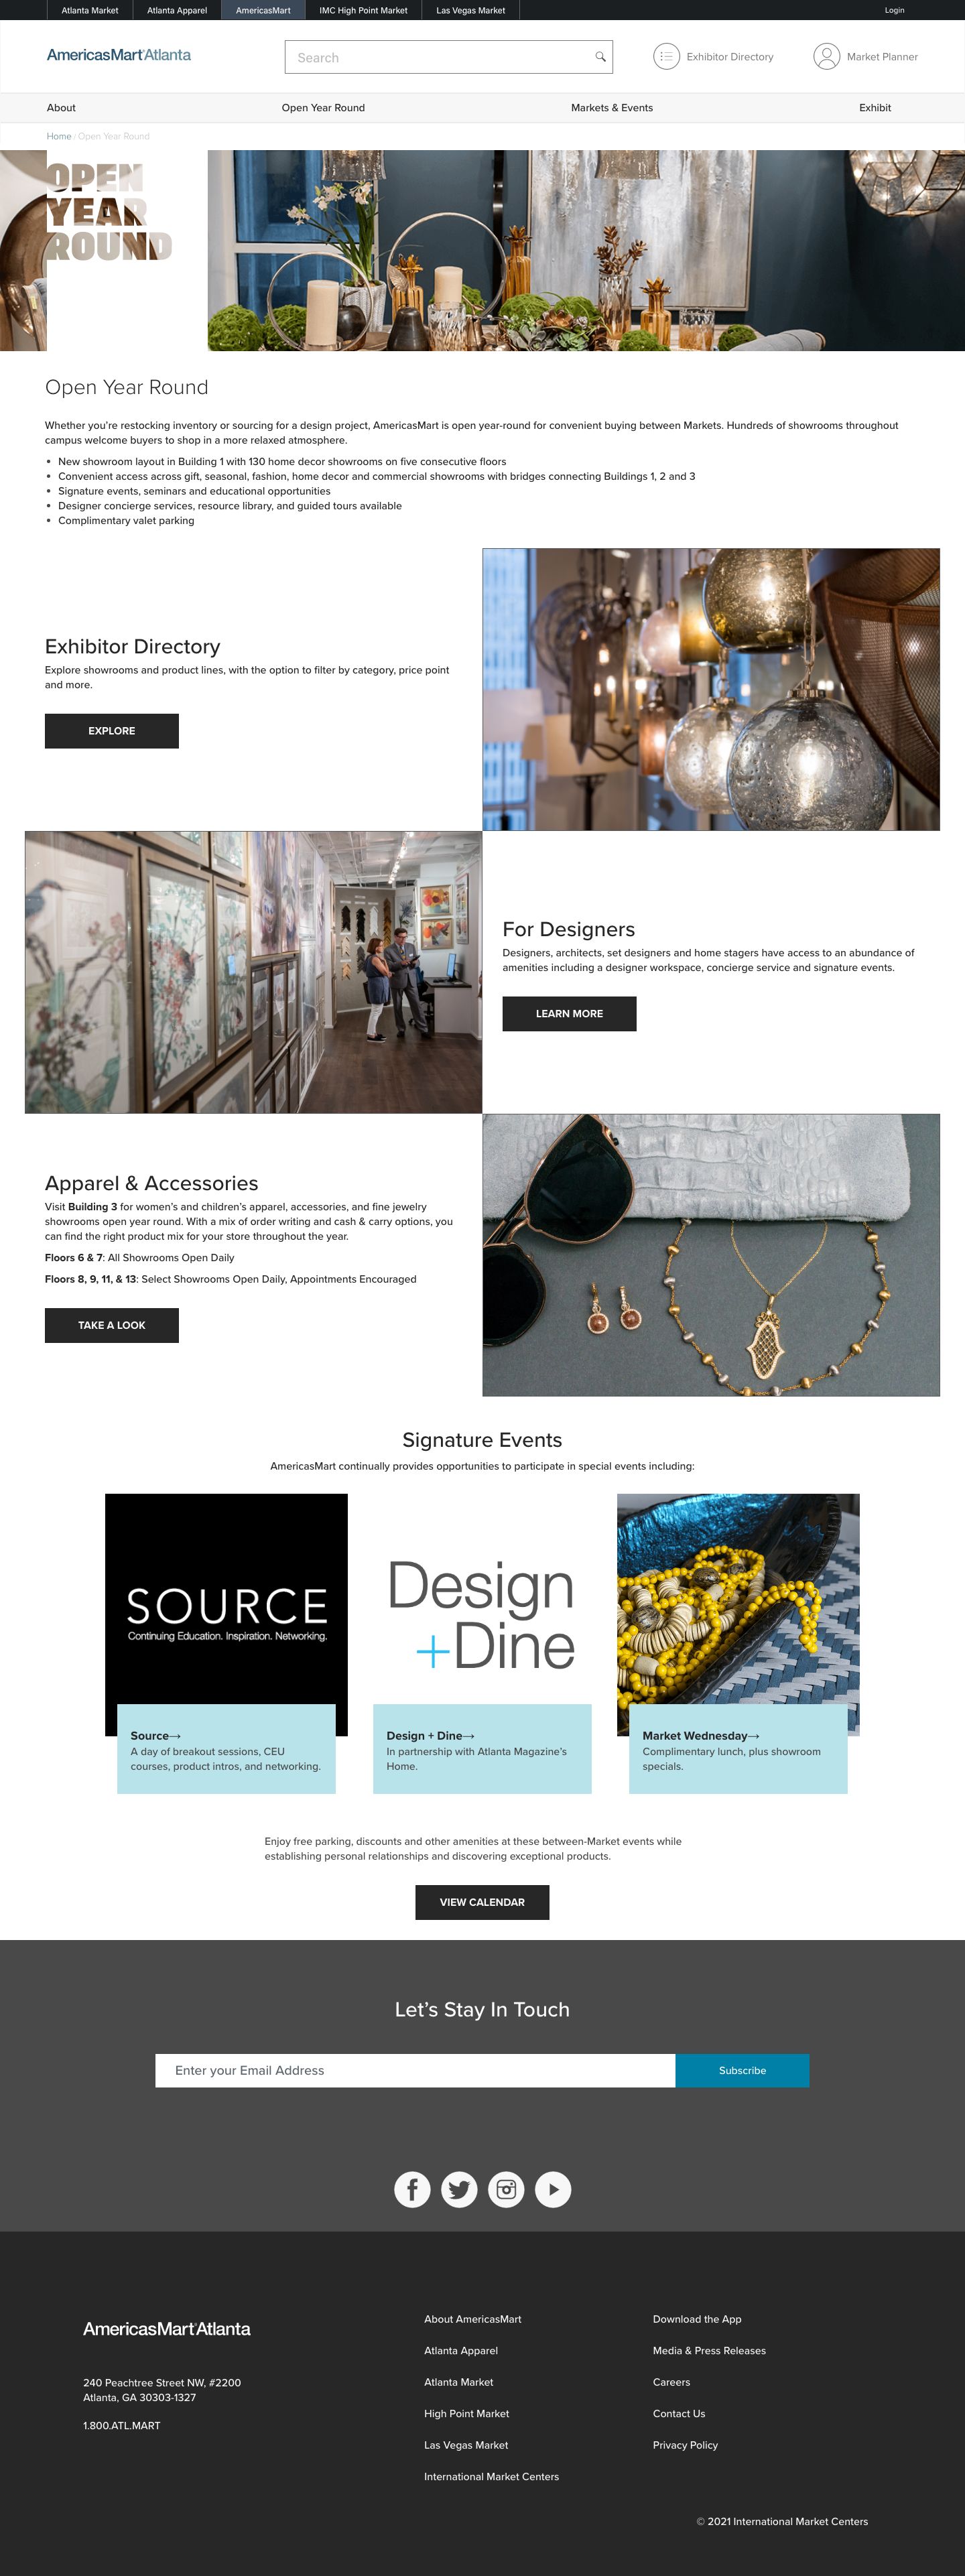 Atlanta Market
Atlanta Apparel
AmericasMart
IMC High Point Market
Las Vegas Market
Login
AmericasMart Atlanta
Search
Exhibitor Directory
Market Planner
About
Open Year Round
Markets & Events
Exhibit
Home / Open Year Round
OPEN
YEAR
ROUND
Open Year Round
Whether you're restocking inventory or sourcing for a design project, AmericasMart is open year-round for convenient buying between Markets. Hundreds of showrooms throughout
campus welcome buyers to shop in a more relaxed atmosphere.
• New showroom layout in Building 1 with 130 home decor showrooms on five consecutive floors
• Convenient access across gift, seasonal, fashion, home decor and commercial showrooms with bridges connecting Buildings 1, 2 and 3
• Signature events, seminars and educational opportunities
• Designer concierge services, resource library, and guided tours available
• Complimentary valet parking
Exhibitor Directory
Explore showrooms and product lines, with the option to filter by category, price point
and more.
EXPLORE
For Designers
Designers, architects, set designers and home stagers have access to an abundance of
amenities including a designer workspace, concierge service and signature events.
LEARN MORE
Apparel & Accessories
Visit Building 3 for women's and children's apparel, accessories, and fine jewelry
showrooms open year round. With a mix of order writing and cash & carry options, you
can find the right product mix for your store throughout the year.
Floors 6 & 7: All Showrooms Open Daily
Floors 8, 9, 11, & 13: Select Showrooms Open Daily, Appointments Encouraged
TAKE A LOOK
Signature Events
AmericasMart continually provides opportunities to participate in special events including:
SOURCE
Continuing Education. Inspiration. Networking.
Design
+Dine
Source→
A day of breakout sessions, CEU
courses, product intros, and networking.
Design + Dine→
In partnership with Atlanta Magazine's
Home.
Market Wednesday→
Complimentary lunch, plus showroom
specials.
Enjoy free parking, discounts and other amenities at these between-Market events while
establishing personal relationships and discovering exceptional products.
VIEW CALENDAR
Let's Stay In Touch
Enter your Email Address
Subscribe
AmericasMart Atlanta
240 Peachtree Street NW, #2200
Atlanta, GA 30303-1327
1.800.ATL.MART
About AmericasMart
Atlanta Apparel
Atlanta Market
High Point Market
Las Vegas Market
International Market Centers
Download the App
Media & Press Releases
Careers
Contact Us
Privacy Policy
© 2021 International Market Centers